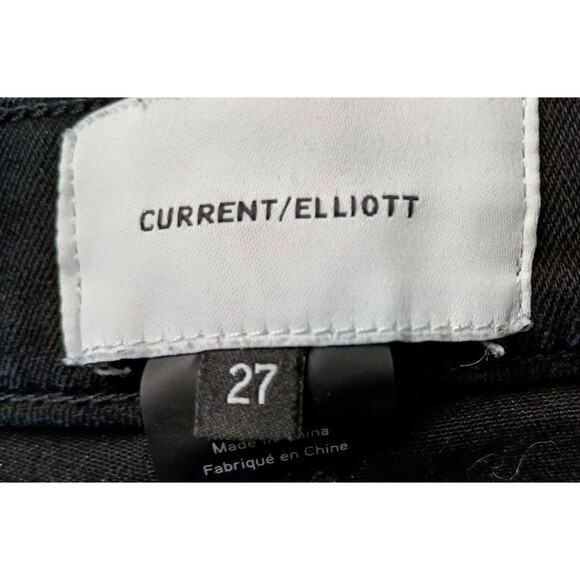 CURRENT/ELLIOTT
27
Made in China
Fabriqué en Chine